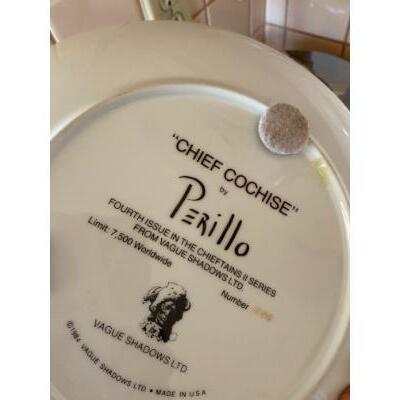 "CHIEF COCHISE"
by
PERillo
FOURTH ISSUE IN THE CHIEFTAINS II SERIES
FROM VAGUE SHADOWS LTD.
Limit: 7,500 Worldwide
Number
VAGUE SHADOWS LTD
©1984 VAGUE SHADOWS LTD. • MADE IN U.S.A.